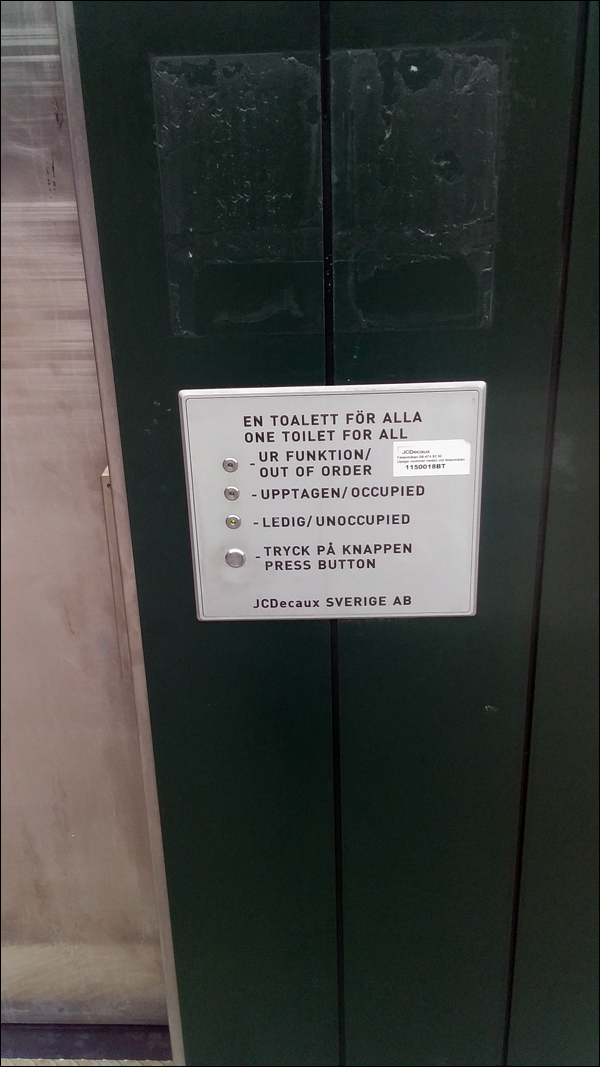 EN TOALETT FÖR ALLA
ONE TOILET FOR ALL
- UR FUNKTION/
OUT OF ORDER
JCDecaux
1150018BT
- UPPTAGEN/OCCUPIED
- LEDIG/UNOCCUPIED
- TRYCK PÅ KNAPPEN
PRESS BUTTON
JCDecaux SVERIGE AB